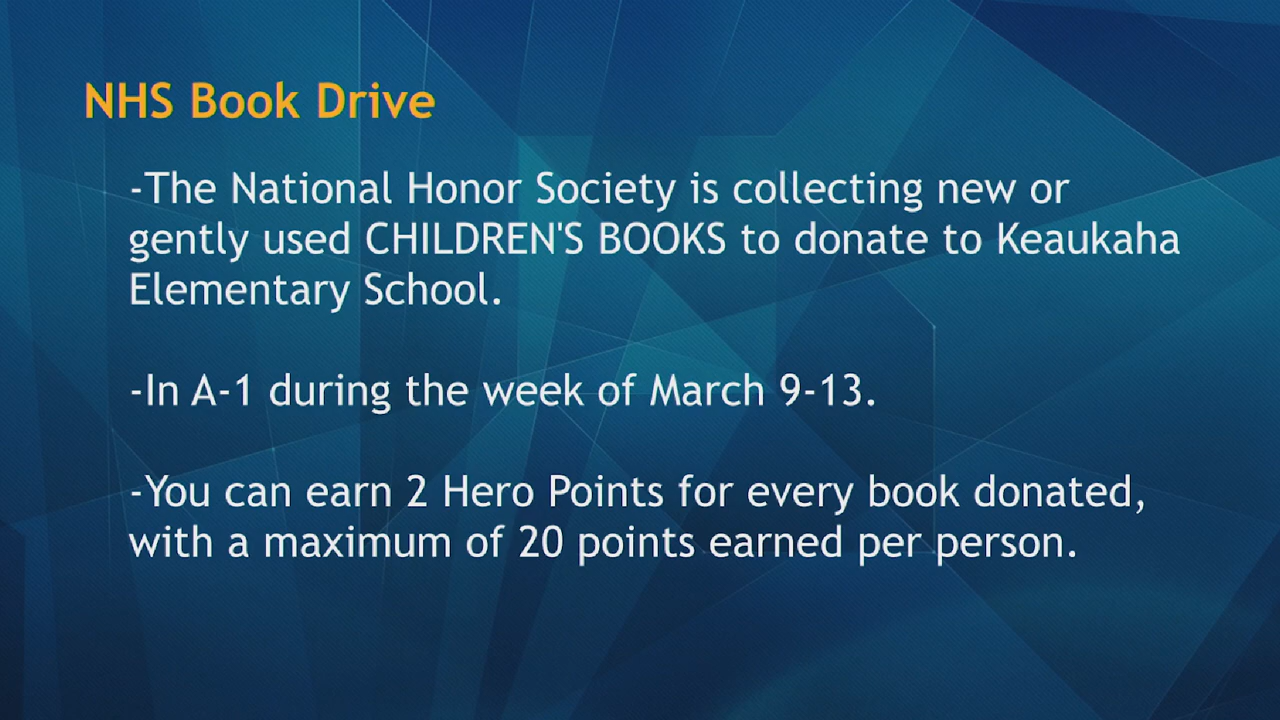 NHS Book Drive
-The National Honor Society is collecting new or
gently used CHILDREN'S BOOKS to donate to Keaukaha
Elementary School.
-In A-1 during the week of March 9-13.
-You can earn 2 Hero Points for every book donated,
with a maximum of 20 points earned per person.